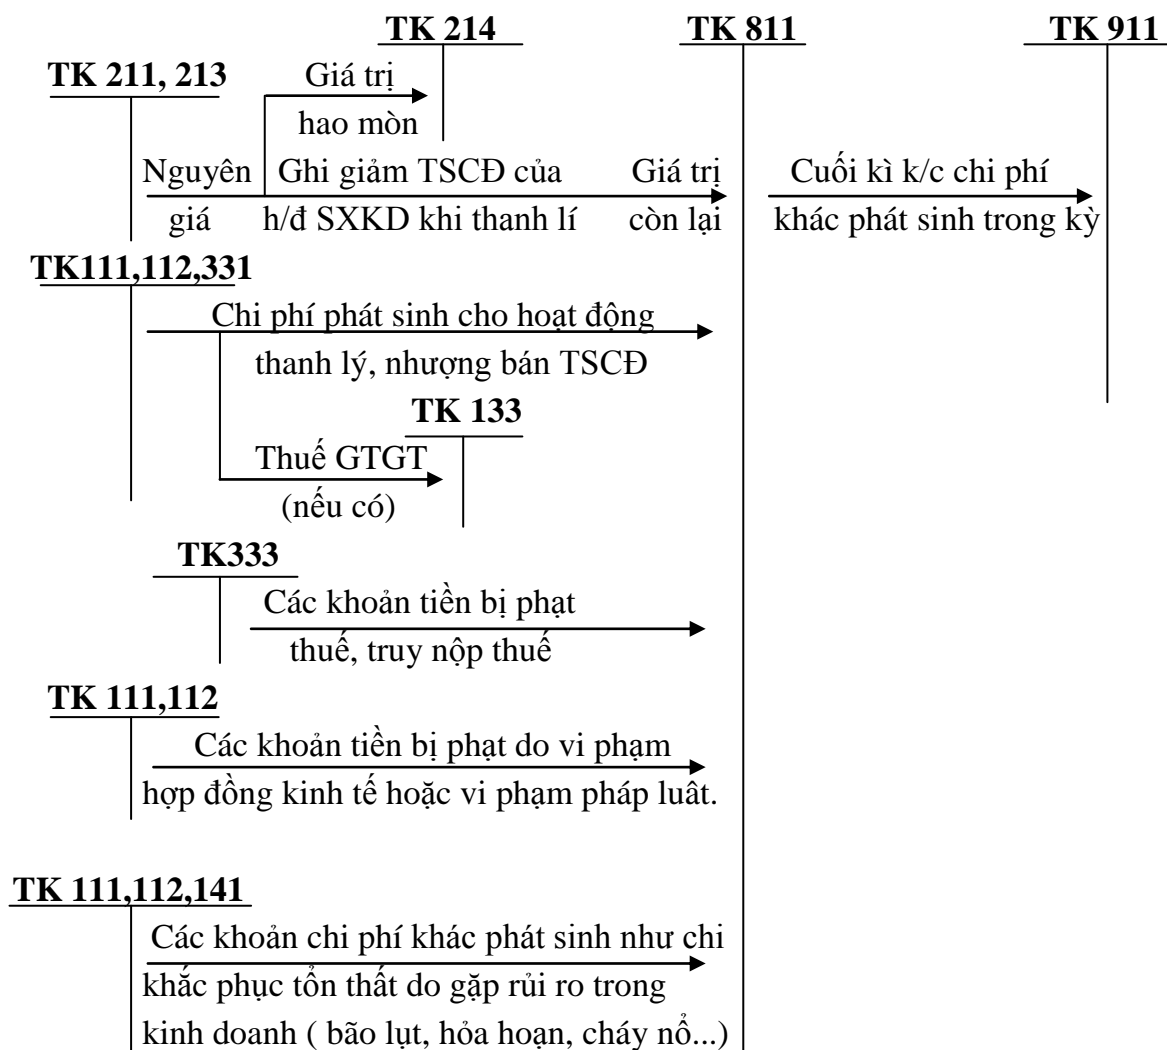 TK 214
TK 811
TK 911
TK 211, 213
Giá trị
hao mòn
Nguyên
giá
Ghi giảm TSCĐ của
h/đ SXKD khi thanh lí
Giá trị
còn lại
Cuối kì k/c chi phí
khác phát sinh trong kỳ
TK111,112,331
Chi phí phát sinh cho hoạt động
thanh lý, nhượng bán TSCĐ
TK 133
Thuế GTGT
(nếu có)
TK333
Các khoản tiền bị phạt
thuế, truy nộp thuế
TK 111,112
Các khoản tiền bị phạt do vi phạm
hợp đồng kinh tế hoặc vi phạm pháp luât.
TK 111,112,141
Các khoản chi phí khác phát sinh như chi
khắc phục tổn thất do gặp rủi ro trong
kinh doanh ( bão lụt, hỏa hoạn, cháy nổ...)